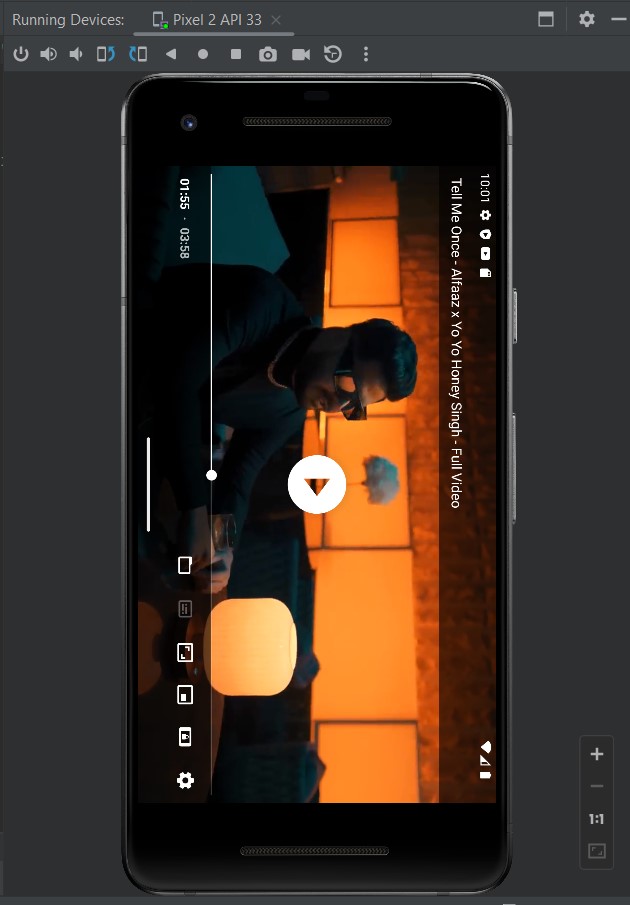 Running Devices: Pixel 2 API 33
10:01
Tell Me Once - Alfaaz x Yo Yo Honey Singh - Full Video
01:55 · 03:58
1:1